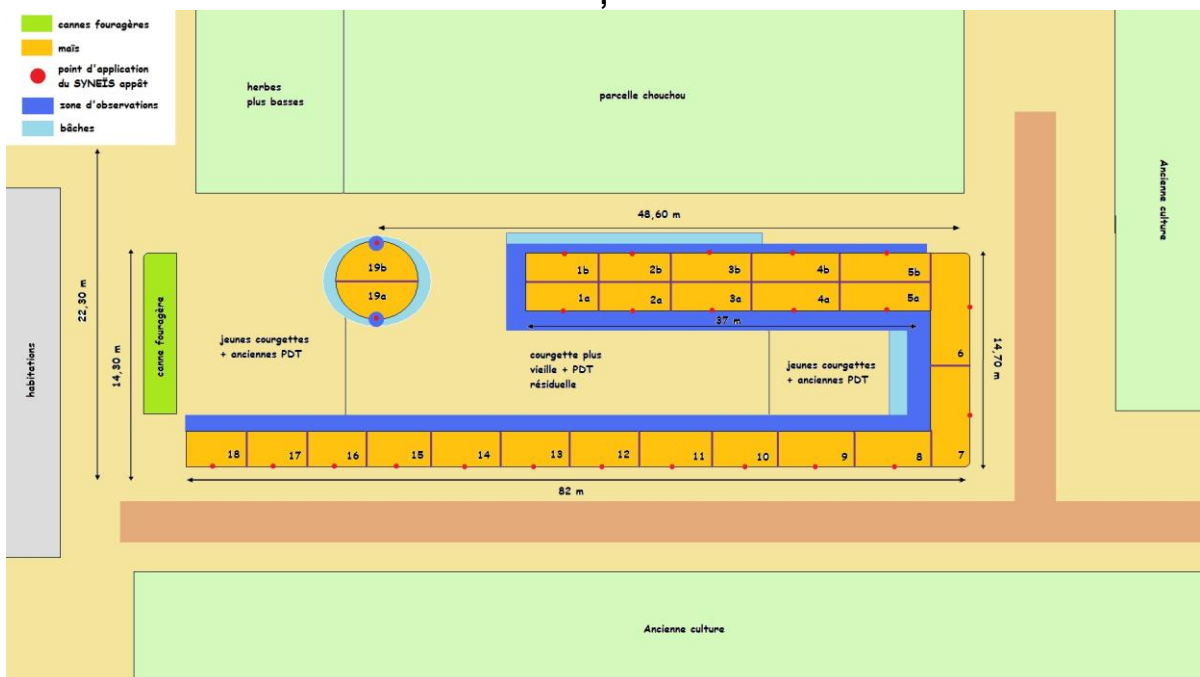 cannes fouragères
maïs
point d'application
du SYNEÏS appât
zone d'observations
bâches
herbes
plus basses
parcelle chouchou
Ancienne culture
48,60 m
22,30 m
14,30 m
canne fouragère
habitations
19b
19a
1b
2b
3b
4b
5b
1a
2a
3a
4a
5a
37 m
6
14,70 m
jeunes courgettes
+ anciennes PDT
courgette plus
vieille + PDT
résiduelle
jeunes courgettes
+ anciennes PDT
18
17
16
15
14
13
12
11
10
9
8
7
82 m
Ancienne culture